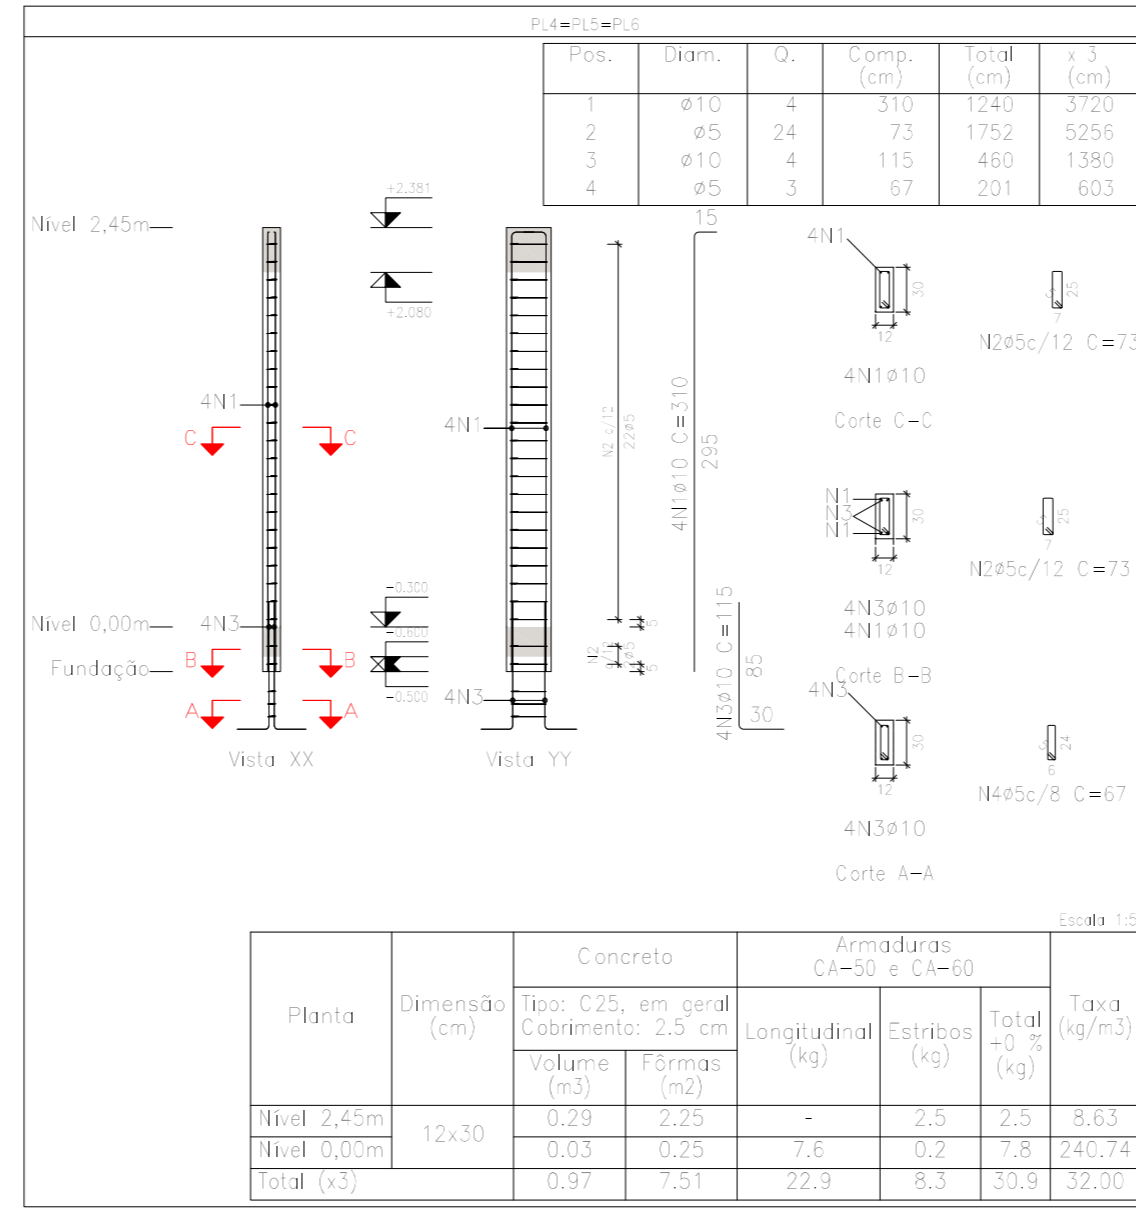 PL4=PL5=PL6
Pos. Diam. Q. Comp. (cm) Total (cm) x 3 (cm)
1 ø10 4 310 1240 3720
2 ø5 24 73 1752 5256
3 ø10 4 115 460 1380
4 ø5 3 67 201 603
Nível 2,45m
+2.381
+2.080
4N1
C C
4N1
N2 c/12
22ø5
4N1ø10 C=310
295
15
4N1
30
12
4N1ø10
Corte C-C
25
7
N2ø5c/12 C=73
N1
N3
N1
30
12
4N3ø10
4N1ø10
Corte B-B
25
7
N2ø5c/12 C=73
Nível 0,00m
4N3
-0.300
-0.600
-0.500
Fundação
B B
A A
N2
5
5
4N3
4N3ø10 C=115
85
30
Vista XX
Vista YY
4N3
30
12
4N3ø10
Corte A-A
24
6
N4ø5c/8 C=67
Escala 1:5
Planta
Dimensão (cm)
Concreto
Tipo: C25, em geral
Cobrimento: 2.5 cm
Volume (m3)
Fôrmas (m2)
Armaduras
CA-50 e CA-60
Longitudinal (kg)
Estribos (kg)
Total +0 % (kg)
Taxa (kg/m3)
Nível 2,45m 12x30 0.29 2.25 - 2.5 2.5 8.63
Nível 0,00m 0.03 0.25 7.6 0.2 7.8 240.74
Total (x3) 0.97 7.51 22.9 8.3 30.9 32.00